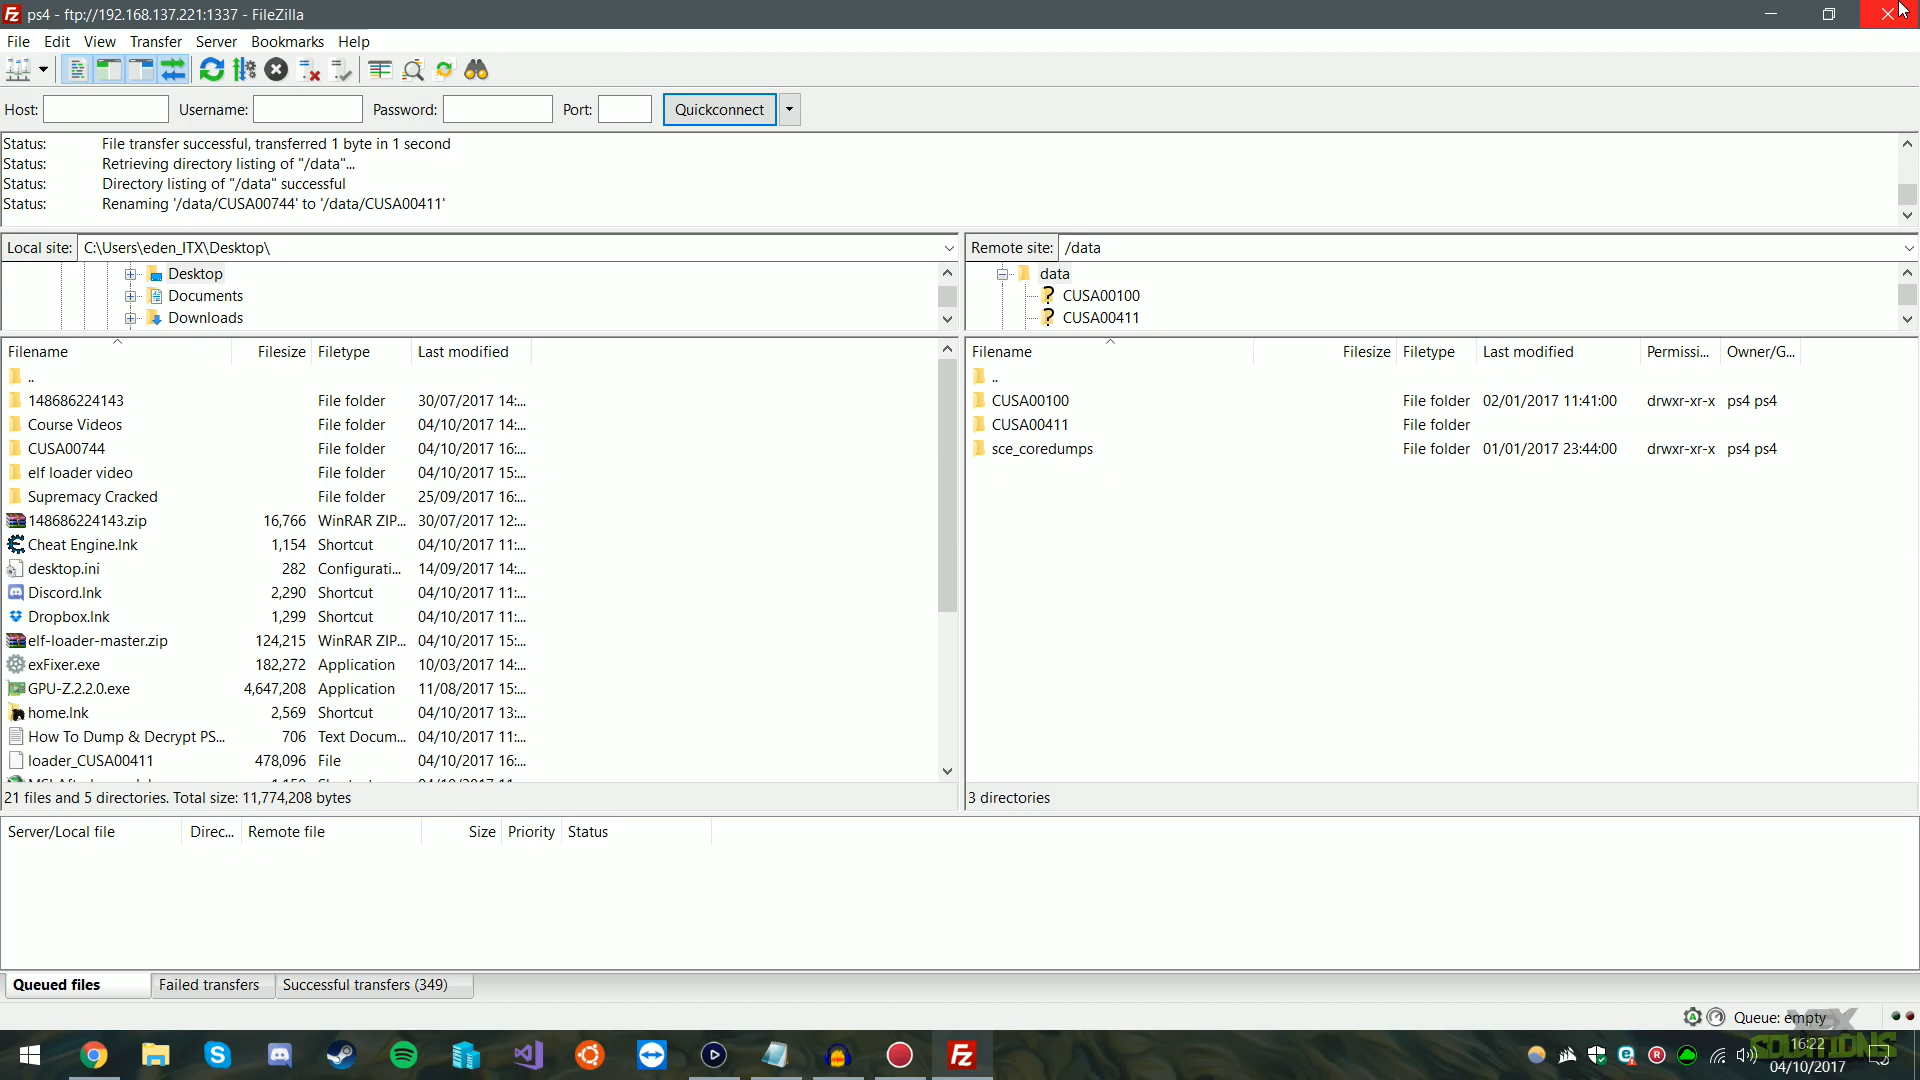 ps4 - ftp://192.168.137.221:1337 - FileZilla
File Edit View Transfer Server Bookmarks Help
Host: Username: Password: Port: Quickconnect
Status: File transfer successful, transferred 1 byte in 1 second
Status: Retrieving directory listing of "/data"...
Status: Directory listing of "/data" successful
Status: Renaming '/data/CUSA00744' to '/data/CUSA00411'
Local site: C:\Users\eden_ITX\Desktop\
Desktop
Documents
Downloads
Filename Filesize Filetype Last modified
..
148686224143 File folder 30/07/2017 14:...
Course Videos File folder 04/10/2017 14:...
CUSA00744 File folder 04/10/2017 16:...
elf loader video File folder 04/10/2017 15:...
Supremacy Cracked File folder 25/09/2017 16:...
148686224143.zip 16,766 WinRAR ZIP... 30/07/2017 12:...
Cheat Engine.lnk 1,154 Shortcut 04/10/2017 11:...
desktop.ini 282 Configurati... 14/09/2017 14:...
Discord.lnk 2,290 Shortcut 04/10/2017 11:...
Dropbox.lnk 1,299 Shortcut 04/10/2017 11:...
elf-loader-master.zip 124,215 WinRAR ZIP... 04/10/2017 15:...
exFixer.exe 182,272 Application 10/03/2017 14:...
GPU-Z.2.2.0.exe 4,647,208 Application 11/08/2017 15:...
home.lnk 2,569 Shortcut 04/10/2017 13:...
How To Dump & Decrypt PS... 706 Text Docum... 04/10/2017 11:...
loader_CUSA00411 478,096 File 04/10/2017 16:...
21 files and 5 directories. Total size: 11,774,208 bytes
Remote site: /data
data
CUSA00100
CUSA00411
Filename Filesize Filetype Last modified Permissi... Owner/G...
..
CUSA00100 File folder 02/01/2017 11:41:00 drwxr-xr-x ps4 ps4
CUSA00411 File folder
sce_coredumps File folder 01/01/2017 23:44:00 drwxr-xr-x ps4 ps4
3 directories
Server/Local file Direc... Remote file Size Priority Status
Queued files Failed transfers Successful transfers (349)
Queue: empty
16:22
04/10/2017